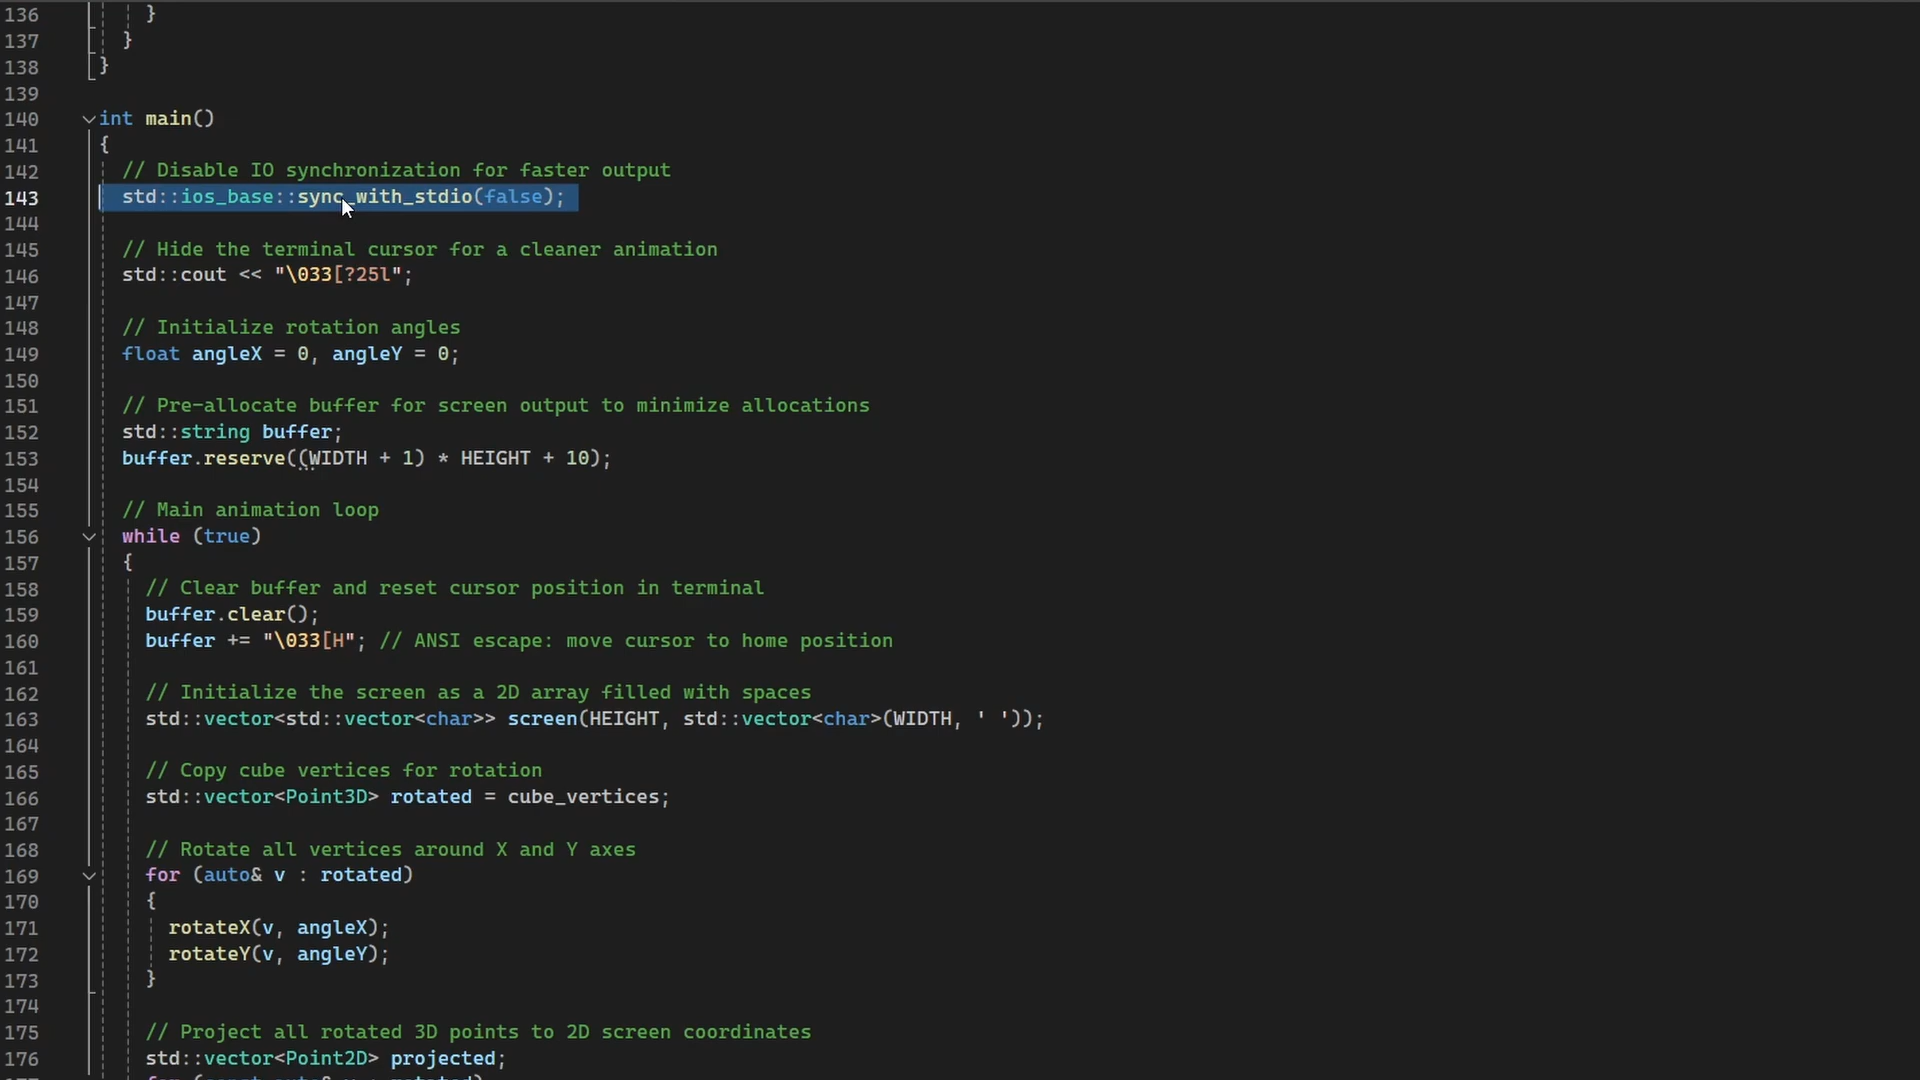 136 }
137 }
138 }
139
140 int main()
141 {
142 // Disable IO synchronization for faster output
143 std::ios_base::sync_with_stdio(false);
144
145 // Hide the terminal cursor for a cleaner animation
146 std::cout << "\033[?25l";
147
148 // Initialize rotation angles
149 float angleX = 0, angleY = 0;
150
151 // Pre-allocate buffer for screen output to minimize allocations
152 std::string buffer;
153 buffer.reserve((WIDTH + 1) * HEIGHT + 10);
154
155 // Main animation loop
156 while (true)
157 {
158 // Clear buffer and reset cursor position in terminal
159 buffer.clear();
160 buffer += "\033[H"; // ANSI escape: move cursor to home position
161
162 // Initialize the screen as a 2D array filled with spaces
163 std::vector<std::vector<char>> screen(HEIGHT, std::vector<char>(WIDTH, ' '));
164
165 // Copy cube vertices for rotation
166 std::vector<Point3D> rotated = cube_vertices;
167
168 // Rotate all vertices around X and Y axes
169 for (auto& v : rotated)
170 {
171 rotateX(v, angleX);
172 rotateY(v, angleY);
173 }
174
175 // Project all rotated 3D points to 2D screen coordinates
176 std::vector<Point2D> projected;